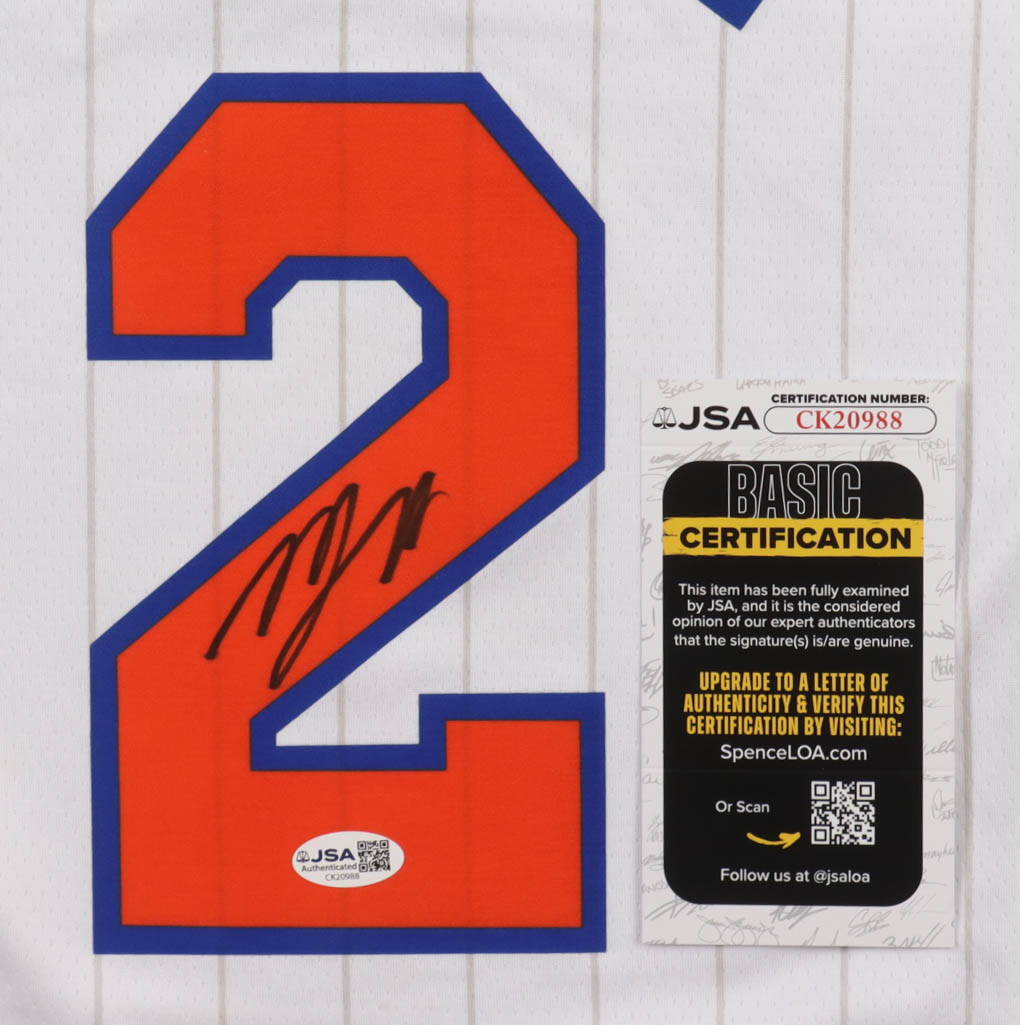 2
JSA
CERTIFICATION NUMBER:
CK20988
BASIC
CERTIFICATION
This item has been fully examined
by JSA, and it is the considered
opinion of our expert authenticators
that the signature(s) is/are genuine.
UPGRADE TO A LETTER OF
AUTHENTICITY & VERIFY THIS
CERTIFICATION BY VISITING:
SpenceLOA.com
Or Scan
Follow us at @jsaloa
JSA
Authenticated
CK20988